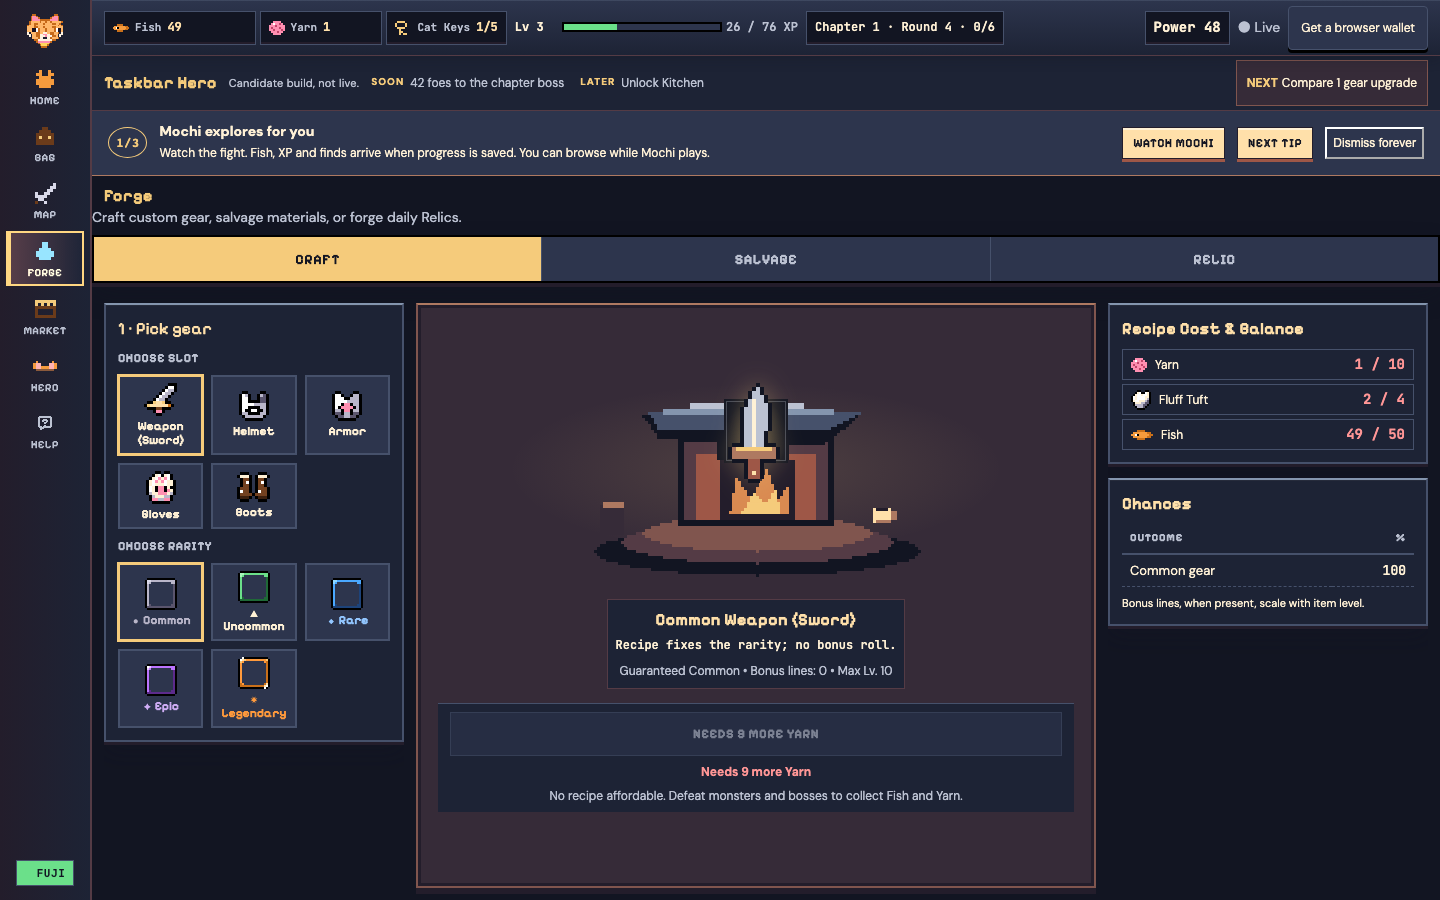 Fish 49
Yarn 1
Cat Keys 1/5
Lv 3
26 / 76 XP
Chapter 1 · Round 4 · 0/6
Power 48
Live
Get a browser wallet
HOME
BAG
MAP
FORGE
MARKET
HERO
HELP
FUJI
Taskbar Hero
Candidate build, not live.
SOON 42 foes to the chapter boss
LATER Unlock Kitchen
NEXT Compare 1 gear upgrade
1/3
Mochi explores for you
Watch the fight. Fish, XP and finds arrive when progress is saved. You can browse while Mochi plays.
WATCH MOCHI
NEXT TIP
Dismiss forever
Forge
Craft custom gear, salvage materials, or forge daily Relics.
CRAFT
SALVAGE
RELIC
1 · Pick gear
CHOOSE SLOT
Weapon
(Sword)
Helmet
Armor
Gloves
Boots
CHOOSE RARITY
• Common
▲
Uncommon
◆ Rare
✦ Epic
✷
Legendary
Common Weapon (Sword)
Recipe fixes the rarity; no bonus roll.
Guaranteed Common • Bonus lines: 0 • Max Lv. 10
NEEDS 9 MORE YARN
Needs 9 more Yarn
No recipe affordable. Defeat monsters and bosses to collect Fish and Yarn.
Recipe Cost & Balance
Yarn 1 / 10
Fluff Tuft 2 / 4
Fish 49 / 50
Chances
OUTCOME %
Common gear 100
Bonus lines, when present, scale with item level.